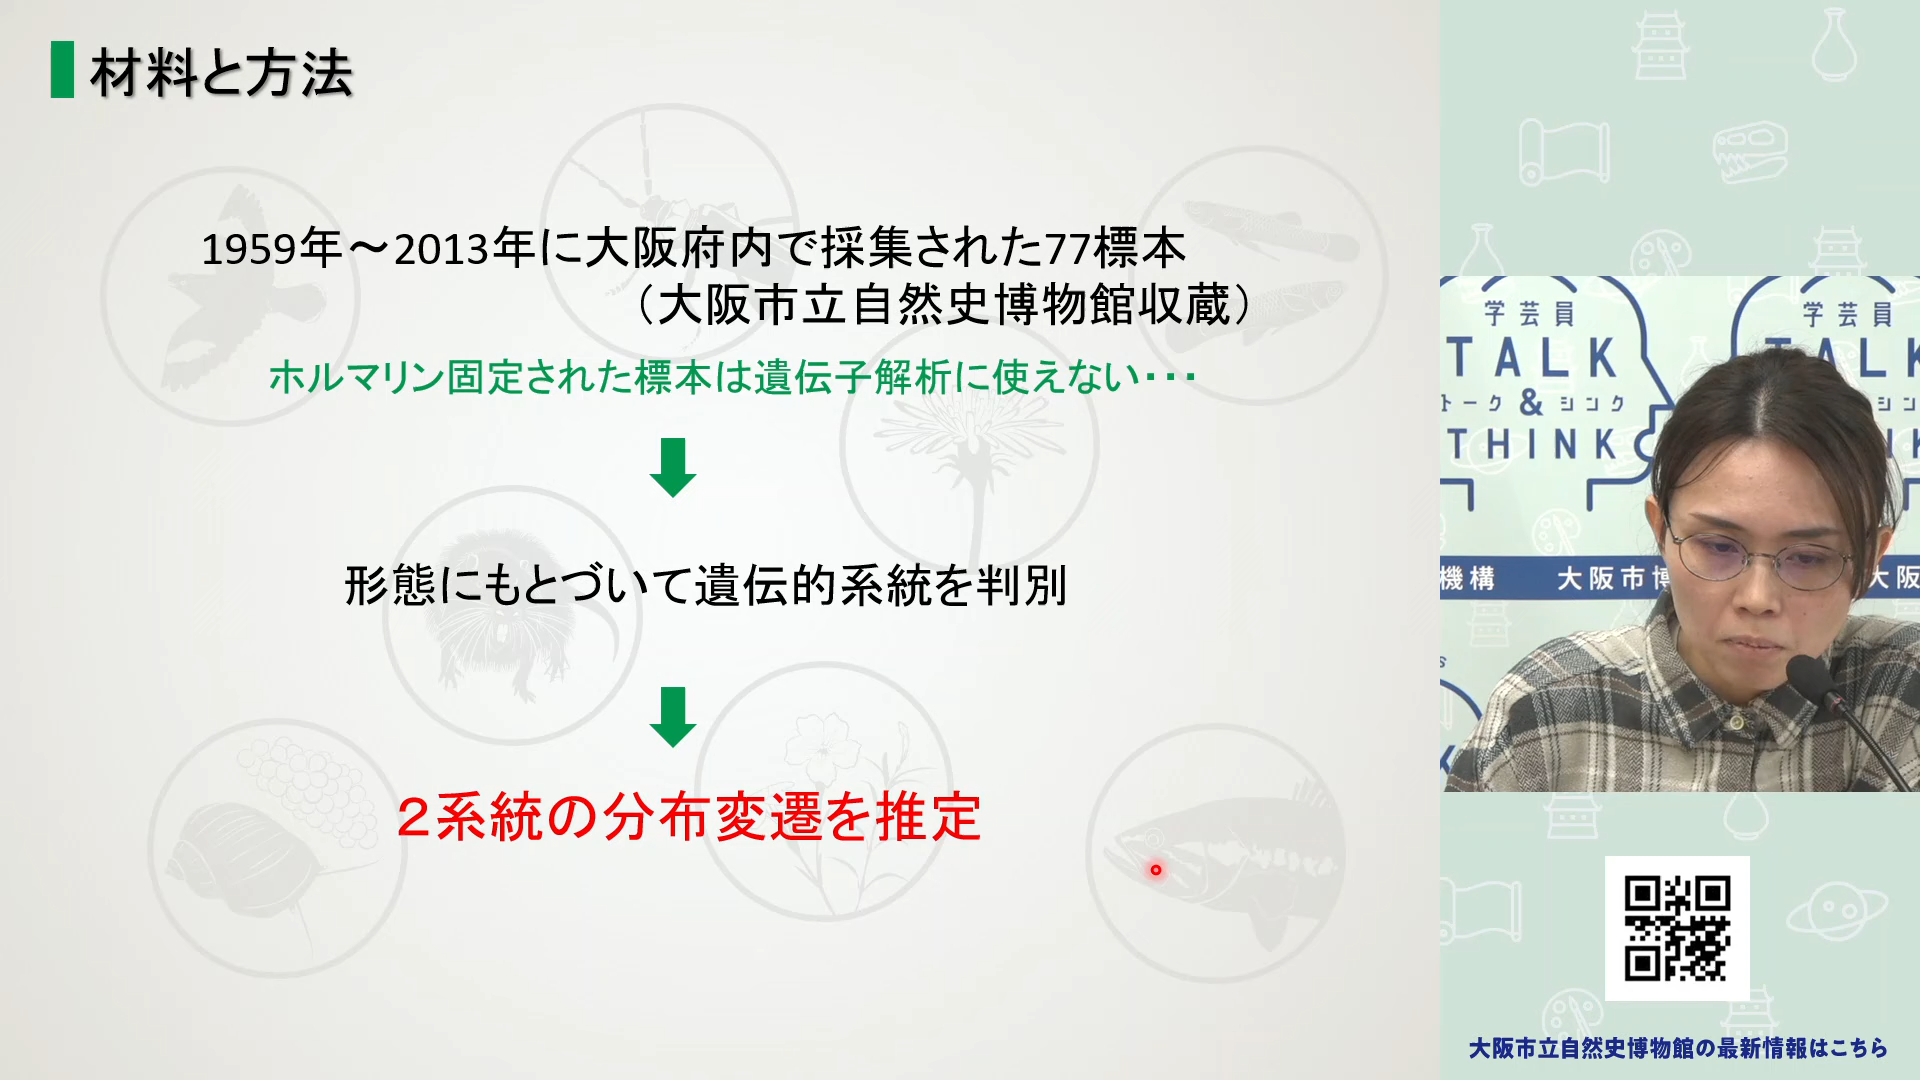 材料と方法
1959年～2013年に大阪府内で採集された77標本
（大阪市立自然史博物館収蔵）
ホルマリン固定された標本は遺伝子解析に使えない･･･
形態にもとづいて遺伝的系統を判別
２系統の分布変遷を推定
学芸員
TALK
トーク & シンク
THINK
学芸員
機構
大阪市博
大阪市立自然史博物館の最新情報はこちら